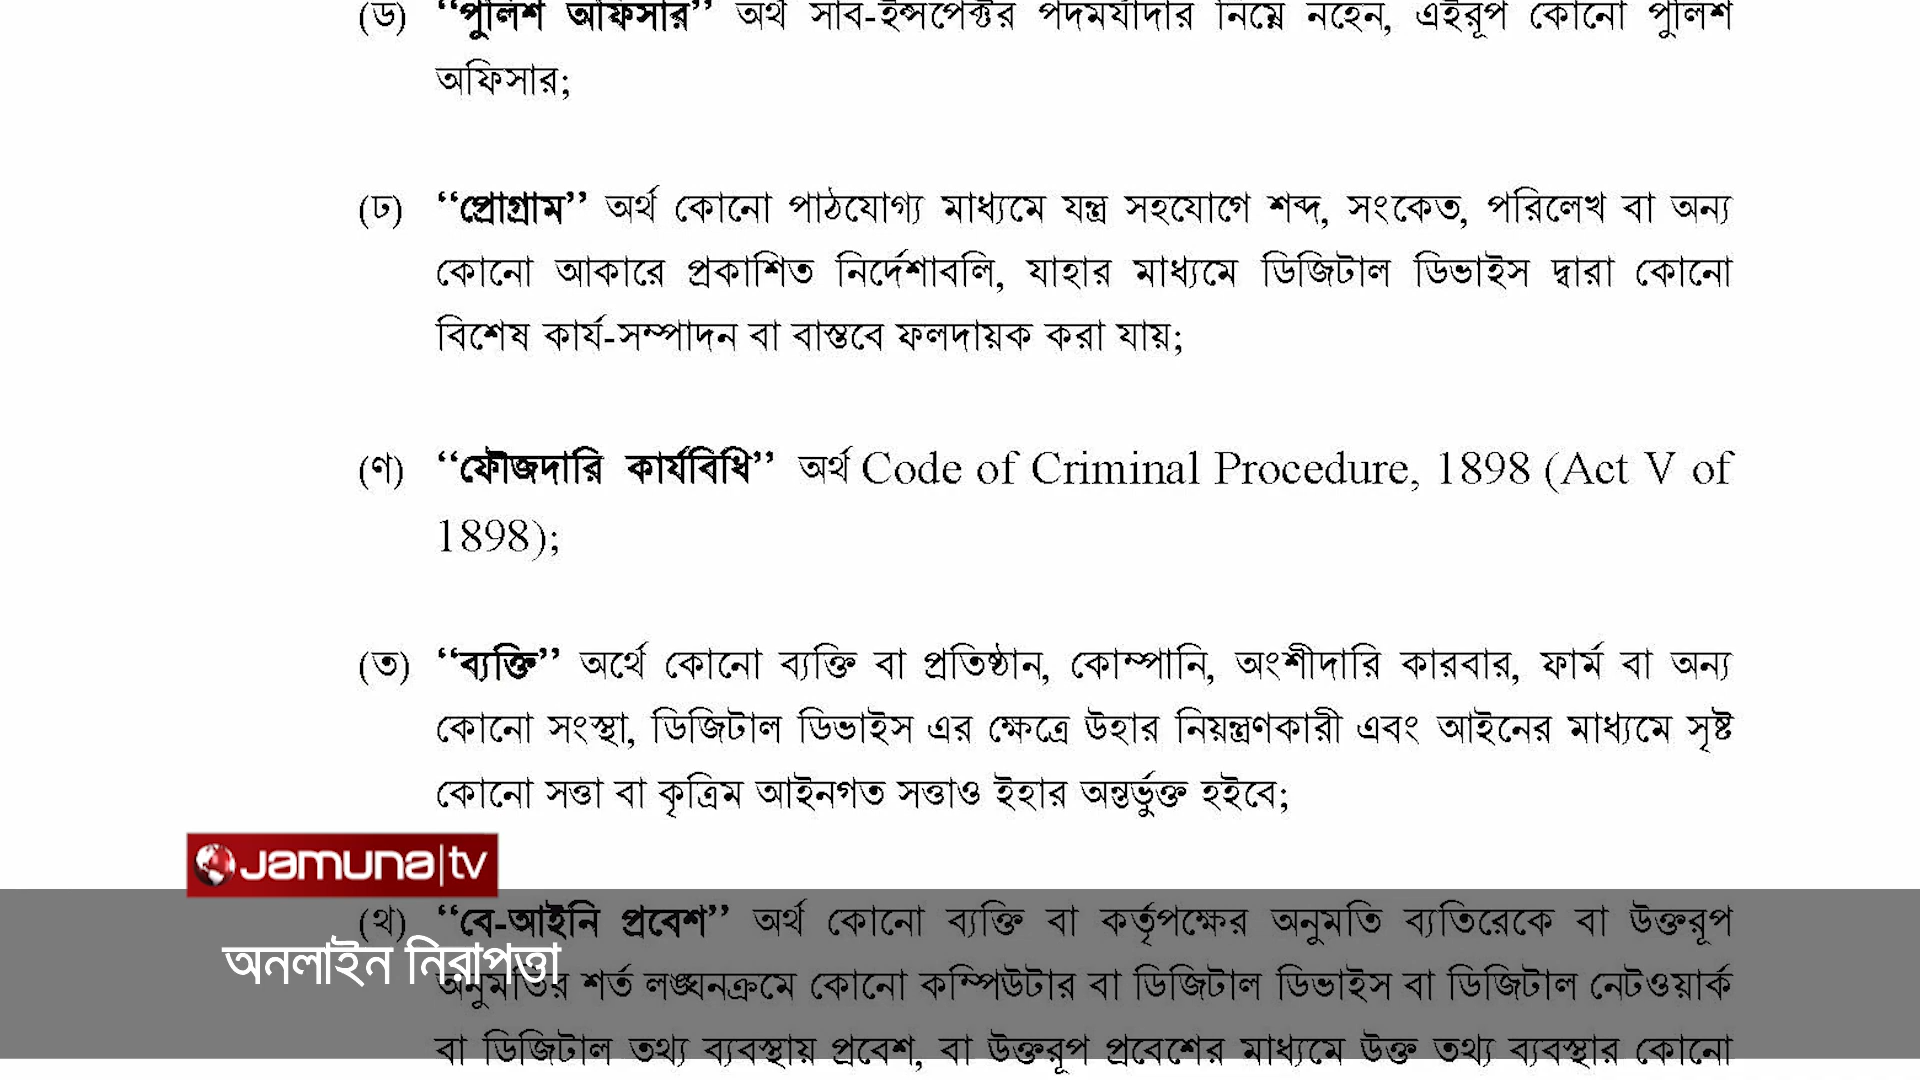 (ড) ‘‘পুলিশ অফিসার’’ অর্থ সাব-ইন্সপেক্টর পদমর্যাদার নিম্নে নহেন, এইরূপ কোনো পুলিশ
অফিসার;
(ঢ) ‘‘প্রোগ্রাম’’ অর্থ কোনো পাঠযোগ্য মাধ্যমে যন্ত্র সহযোগে শব্দ, সংকেত, পরিলেখ বা অন্য
কোনো আকারে প্রকাশিত নির্দেশাবলি, যাহার মাধ্যমে ডিজিটাল ডিভাইস দ্বারা কোনো
বিশেষ কার্য-সম্পাদন বা বাস্তবে ফলদায়ক করা যায়;
(ণ) ‘‘ফৌজদারি কার্যবিধি’’ অর্থ Code of Criminal Procedure, 1898 (Act V of
1898);
(ত) ‘‘ব্যক্তি’’ অর্থে কোনো ব্যক্তি বা প্রতিষ্ঠান, কোম্পানি, অংশীদারি কারবার, ফার্ম বা অন্য
কোনো সংস্থা, ডিজিটাল ডিভাইস এর ক্ষেত্রে উহার নিয়ন্ত্রণকারী এবং আইনের মাধ্যমে সৃষ্ট
কোনো সত্তা বা কৃত্রিম আইনগত সত্তাও ইহার অন্তর্ভুক্ত হইবে;
Jamuna|tv
(থ) ‘‘বে-আইনি প্রবেশ’’ অর্থ কোনো ব্যক্তি বা কর্তৃপক্ষের অনুমতি ব্যতিরেকে বা উক্তরূপ
অনলাইন নিরাপত্তা
অনুমতির শর্ত লঙ্ঘনক্রমে কোনো কম্পিউটার বা ডিজিটাল ডিভাইস বা ডিজিটাল নেটওয়ার্ক
বা ডিজিটাল তথ্য ব্যবস্থায় প্রবেশ, বা উক্তরূপ প্রবেশের মাধ্যমে উক্ত তথ্য ব্যবস্থার কোনো